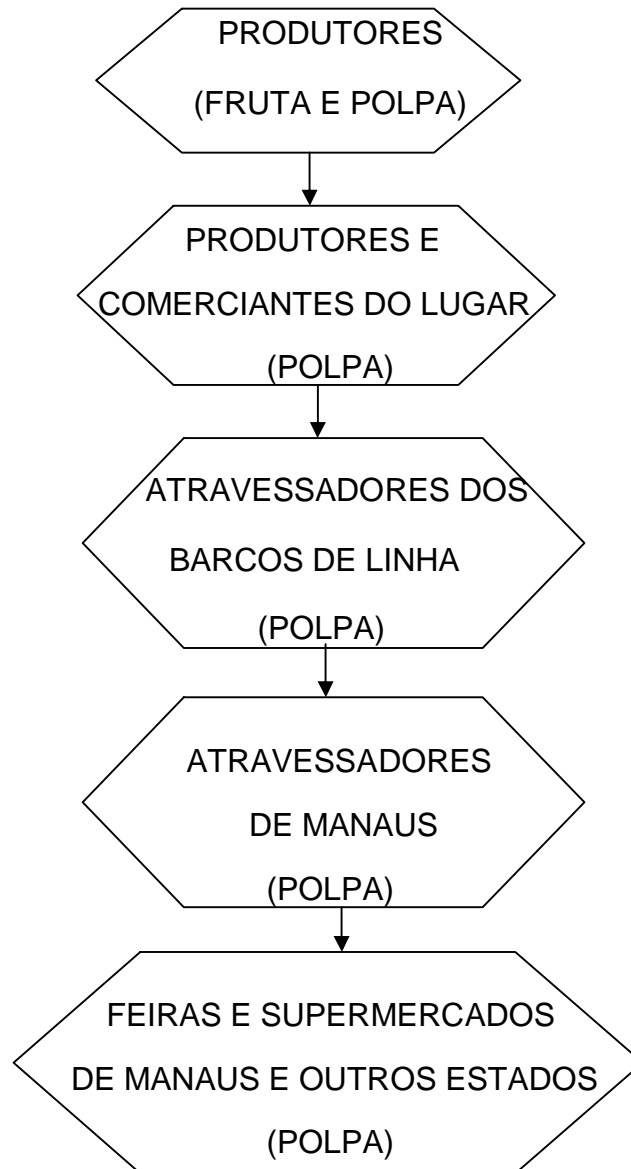 PRODUTORES
(FRUTA E POLPA)
PRODUTORES E
COMERCIANTES DO LUGAR
(POLPA)
ATRAVESSADORES DOS
BARCOS DE LINHA
(POLPA)
ATRAVESSADORES
DE MANAUS
(POLPA)
FEIRAS E SUPERMERCADOS
DE MANAUS E OUTROS ESTADOS
(POLPA)